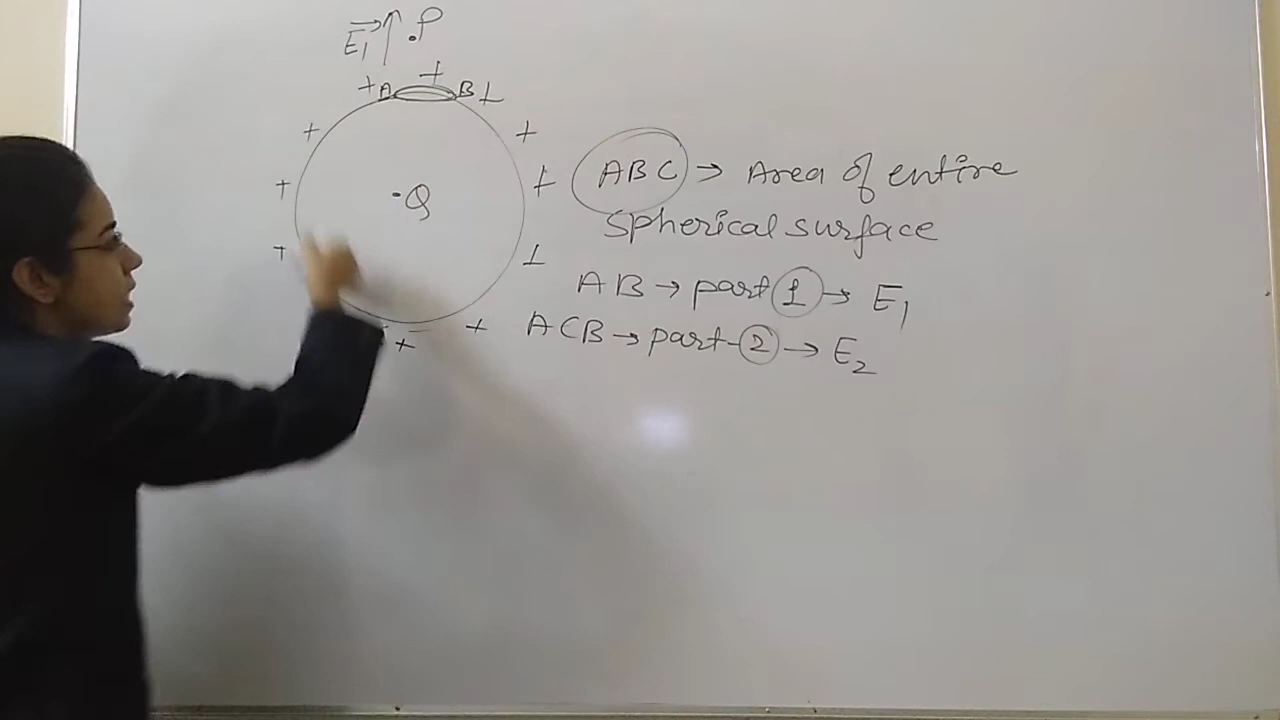 E₁ ↑ .P
+ A + B +
+ +
+ +
.Q
+ +
+ +
ABC → Area of entire
spherical surface
AB → part ① → E₁
ACB → part-② → E₂